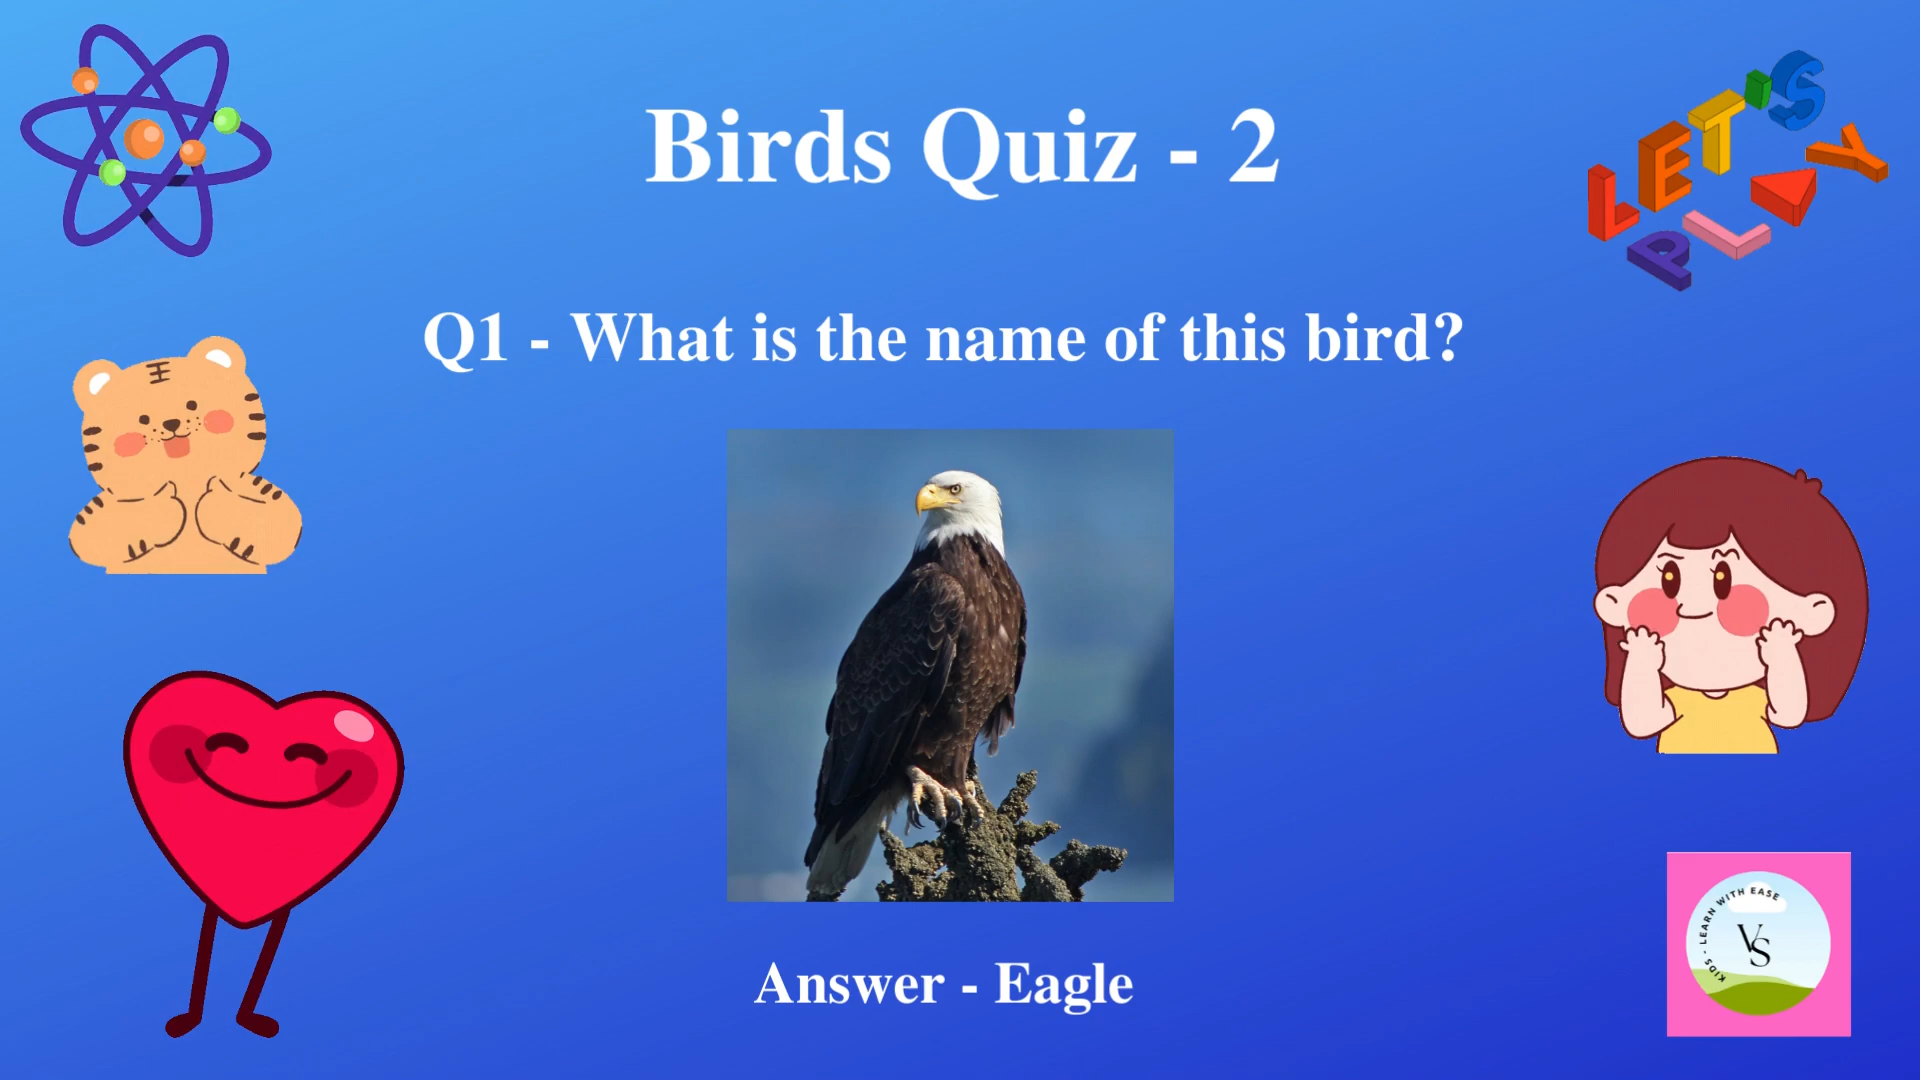 Birds Quiz - 2
LET'S
PLAY
Q1 - What is the name of this bird?
Answer - Eagle
KIDS - LEARN WITH EASE
VS